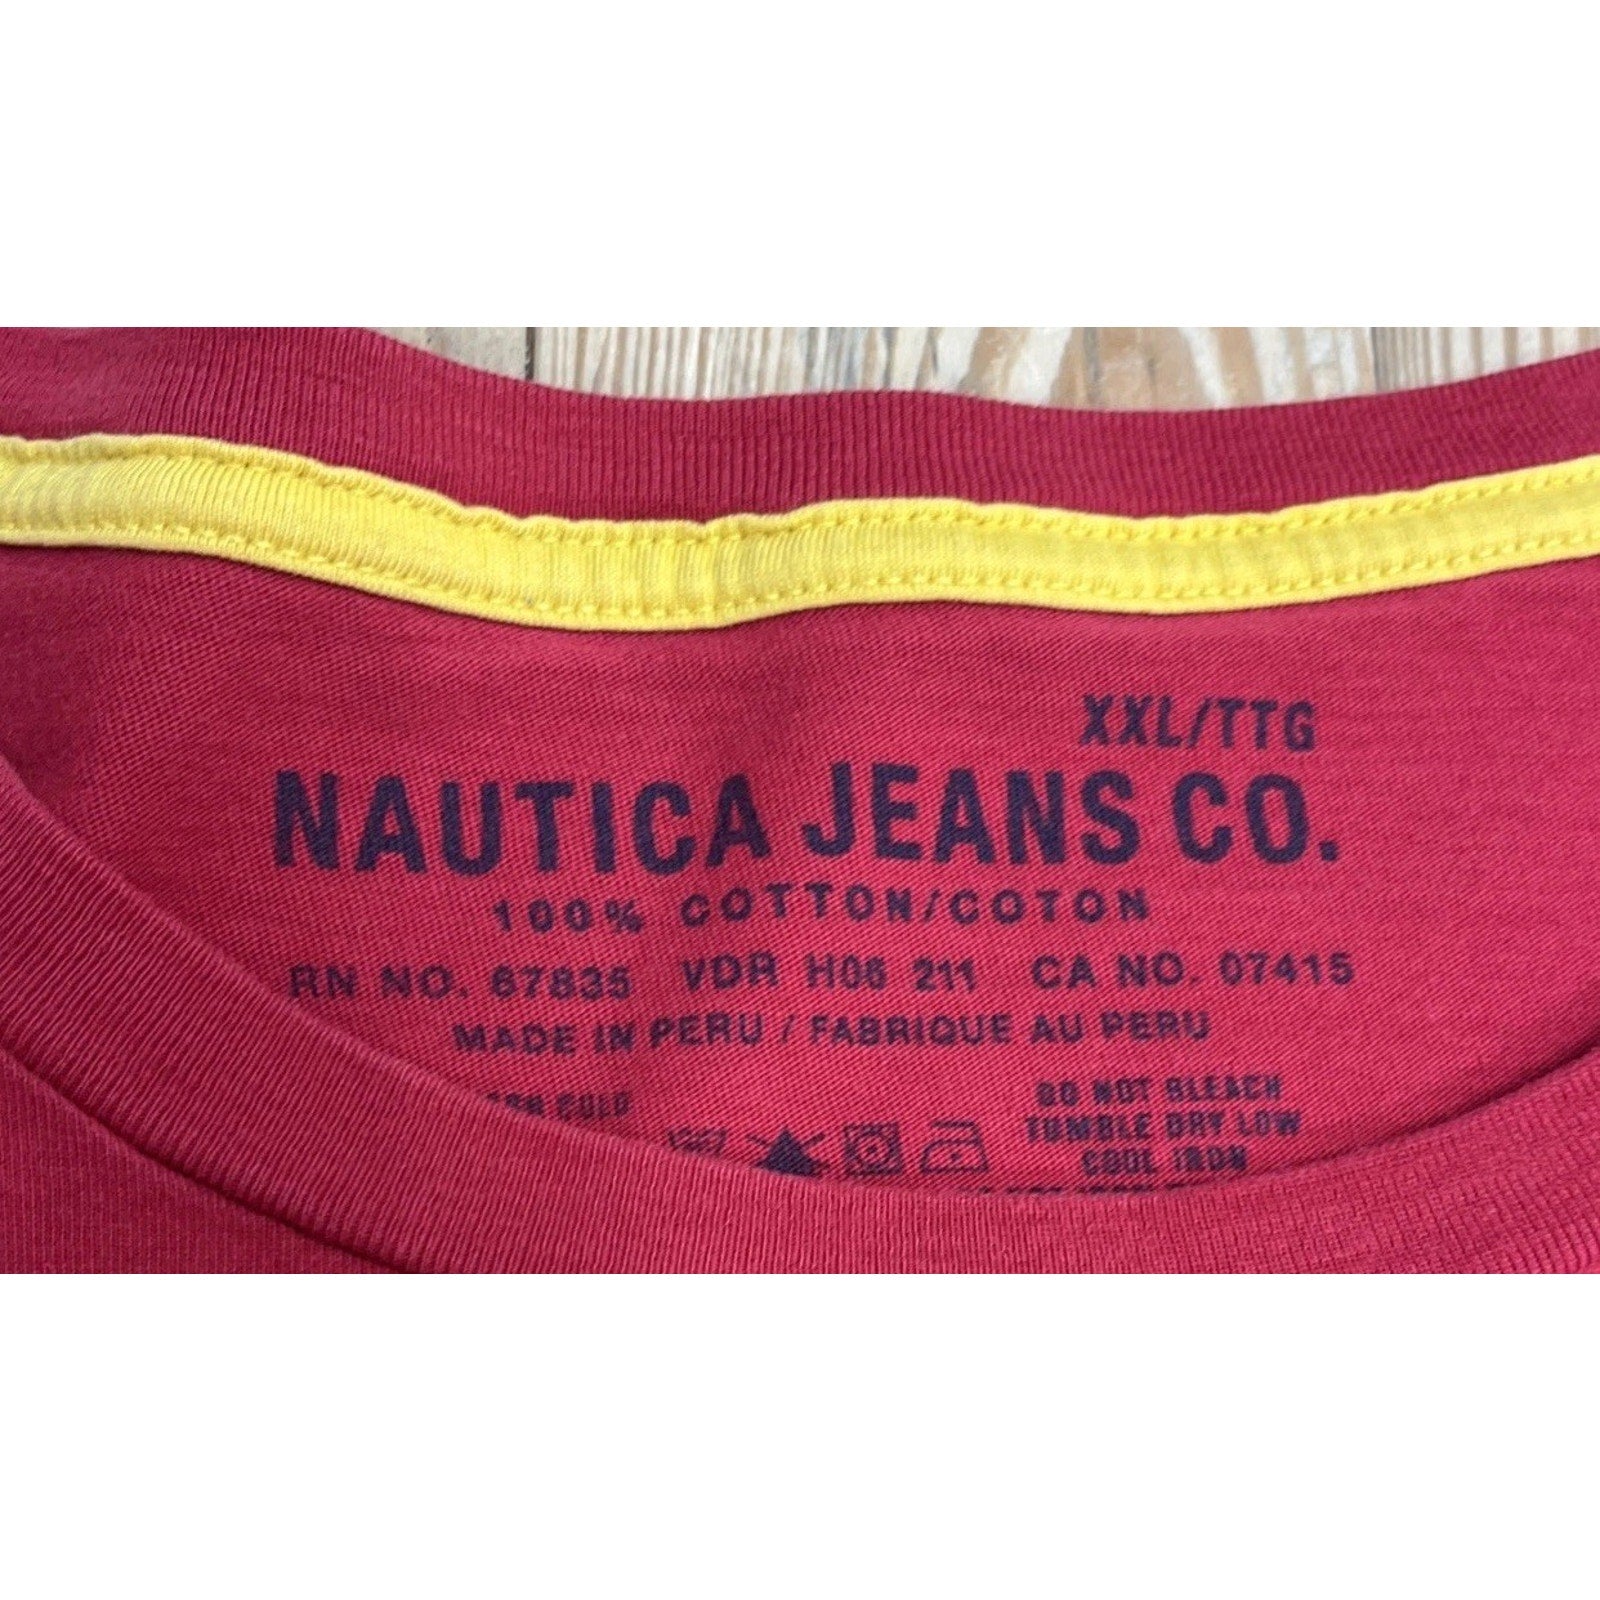 XXL/TTG
NAUTICA JEANS CO.
100% COTTON/COTON
RN NO. 67835 VDR H06 211 CA NO. 07415
MADE IN PERU / FABRIQUE AU PERU
COLD
DO NOT BLEACH
TUMBLE DRY LOW
COOL IRON